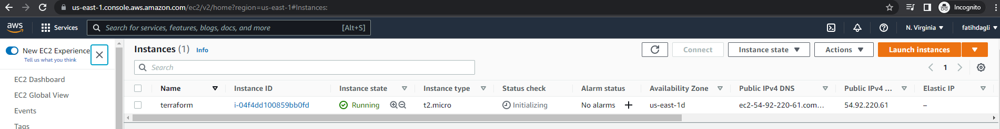 us-east-1.console.aws.amazon.com/ec2/v2/home?region=us-east-1#Instances:
Incognito
aws
Services
Search for services, features, blogs, docs, and more
[Alt+S]
N. Virginia
fatihdagli
New EC2 Experience
Tell us what you think
EC2 Dashboard
EC2 Global View
Events
Tags
Instances (1) Info
Connect
Instance state
Actions
Launch instances
Search
1
Name Instance ID Instance state Instance type Status check Alarm status Availability Zone Public IPv4 DNS Public IPv4 ... Elastic IP
terraform i-04f4dd100859bb0fd Running t2.micro Initializing No alarms + us-east-1d ec2-54-92-220-61.com... 54.92.220.61 –